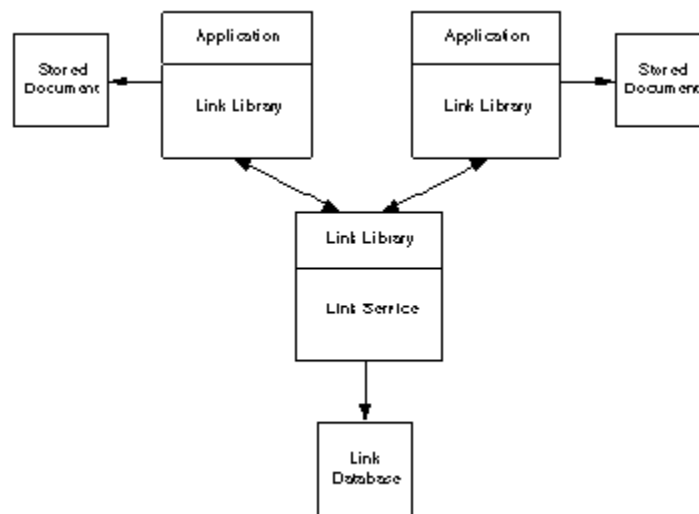 Application
Application
Stored
Document
Link Library
Link Library
Stored
Document
Link Library
Link Service
Link
Database